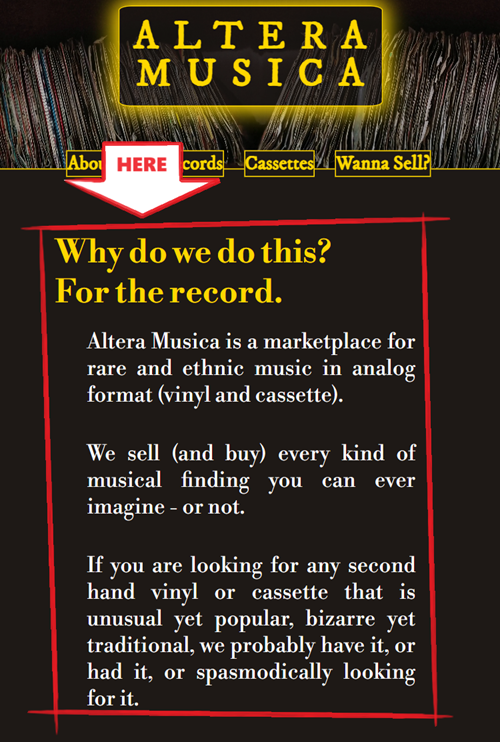 ALTERA
MUSICA
Abou HERE cords Cassettes Wanna Sell?
Why do we do this?
For the record.
Altera Musica is a marketplace for
rare and ethnic music in analog
format (vinyl and cassette).
We sell (and buy) every kind of
musical finding you can ever
imagine - or not.
If you are looking for any second
hand vinyl or cassette that is
unusual yet popular, bizarre yet
traditional, we probably have it, or
had it, or spasmodically looking
for it.